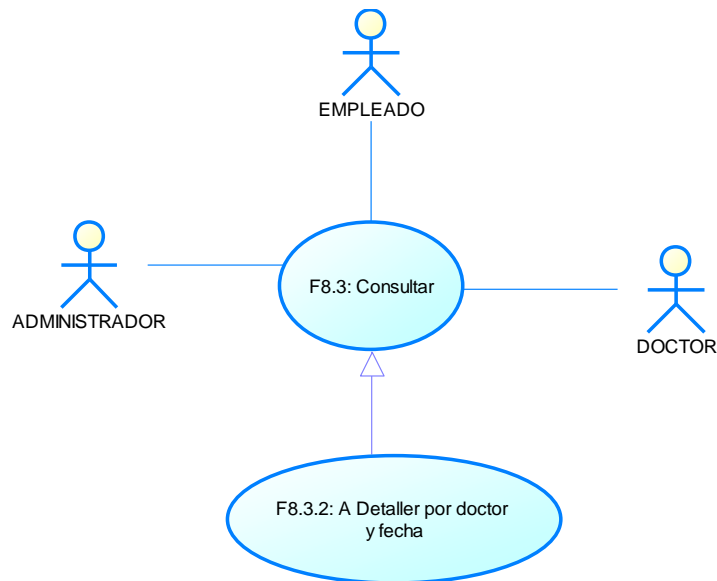 EMPLEADO
ADMINISTRADOR
F8.3: Consultar
DOCTOR
F8.3.2: A Detaller por doctor
y fecha